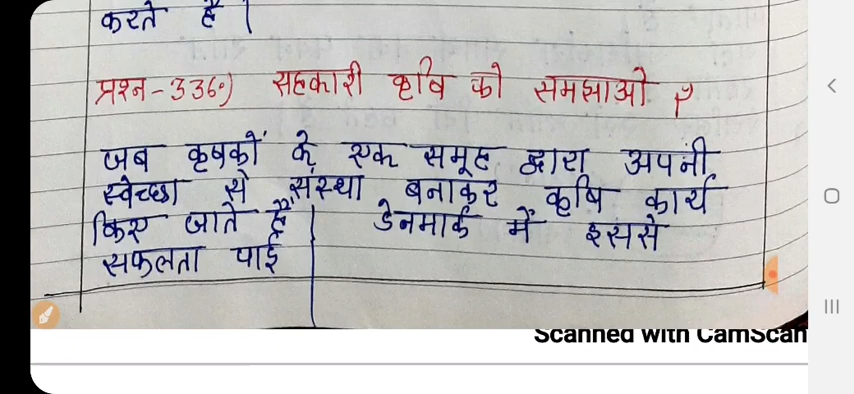 करते हैं।
प्रश्न-336.) सहकारी कृषि को समझाओ ?
जब कृषकों के एक समूह द्वारा अपनी
स्वेच्छा से संस्था बनाकर कृषि कार्य
किए जाते हैं। डेनमार्क में इससे
सफलता पाई
Scanned with CamScan